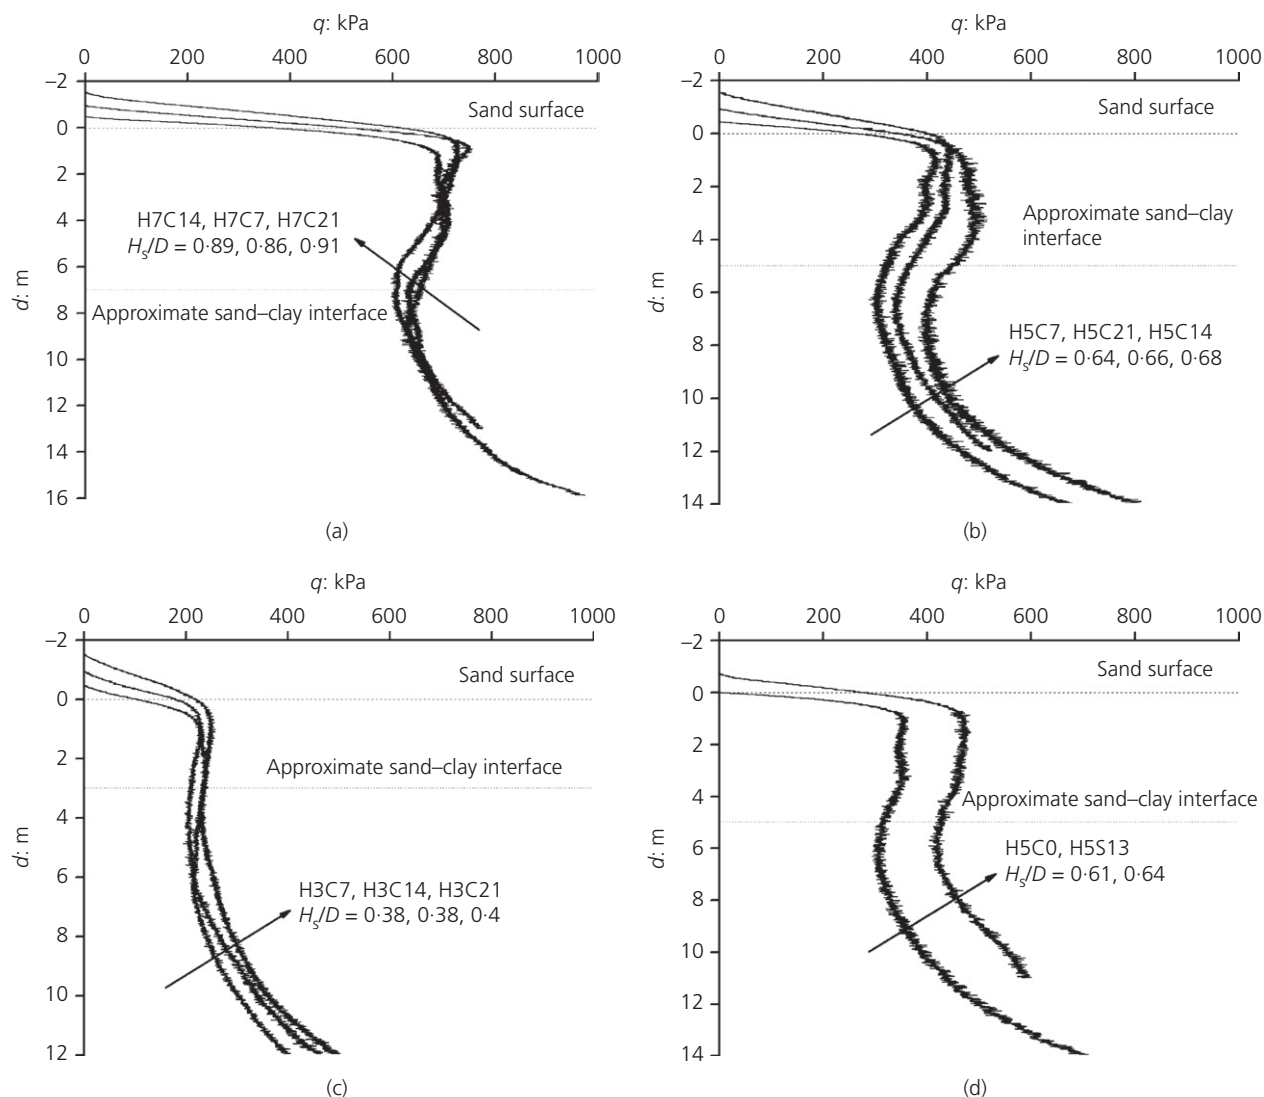 q: kPa
0 200 400 600 800 1000
–2
0
2
4
6
8
10
12
14
16
d: m
Sand surface
H7C14, H7C7, H7C21
Hs/D = 0·89, 0·86, 0·91
Approximate sand–clay interface
(a)
q: kPa
0 200 400 600 800 1000
–2
0
2
4
6
8
10
12
14
d: m
Sand surface
Approximate sand–clay
interface
H5C7, H5C21, H5C14
Hs/D = 0·64, 0·66, 0·68
(b)
q: kPa
0 200 400 600 800 1000
–2
0
2
4
6
8
10
12
d: m
Sand surface
Approximate sand–clay interface
H3C7, H3C14, H3C21
Hs/D = 0·38, 0·38, 0·4
(c)
q: kPa
0 200 400 600 800 1000
–2
0
2
4
6
8
10
12
14
d: m
Sand surface
Approximate sand–clay interface
H5C0, H5S13
Hs/D = 0·61, 0·64
(d)